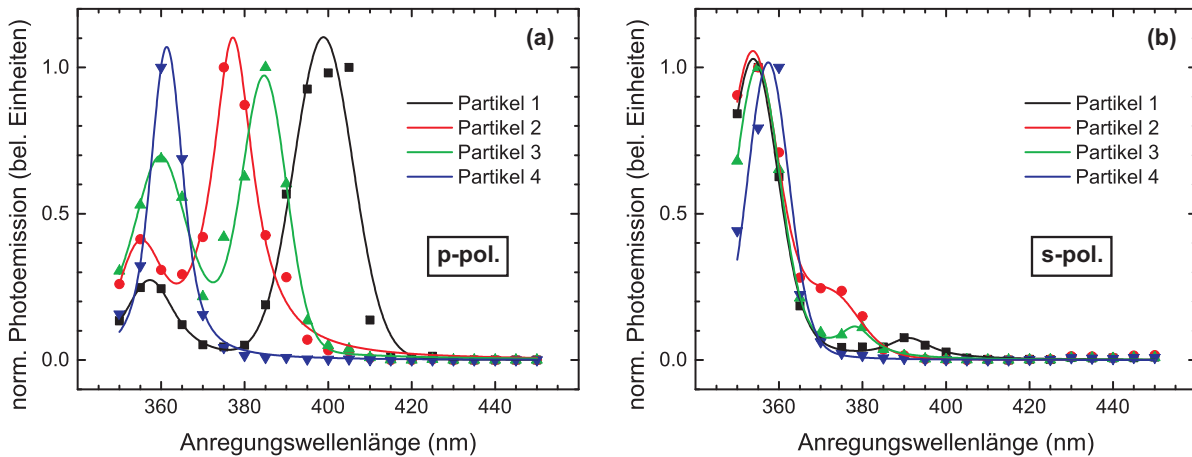 (a)
norm. Photoemission (bel. Einheiten)
1.0
0.5
0.0
Partikel 1
Partikel 2
Partikel 3
Partikel 4
p-pol.
360 380 400 420 440
Anregungswellenlänge (nm)
(b)
norm. Photoemission (bel. Einheiten)
1.0
0.5
0.0
Partikel 1
Partikel 2
Partikel 3
Partikel 4
s-pol.
360 380 400 420 440
Anregungswellenlänge (nm)